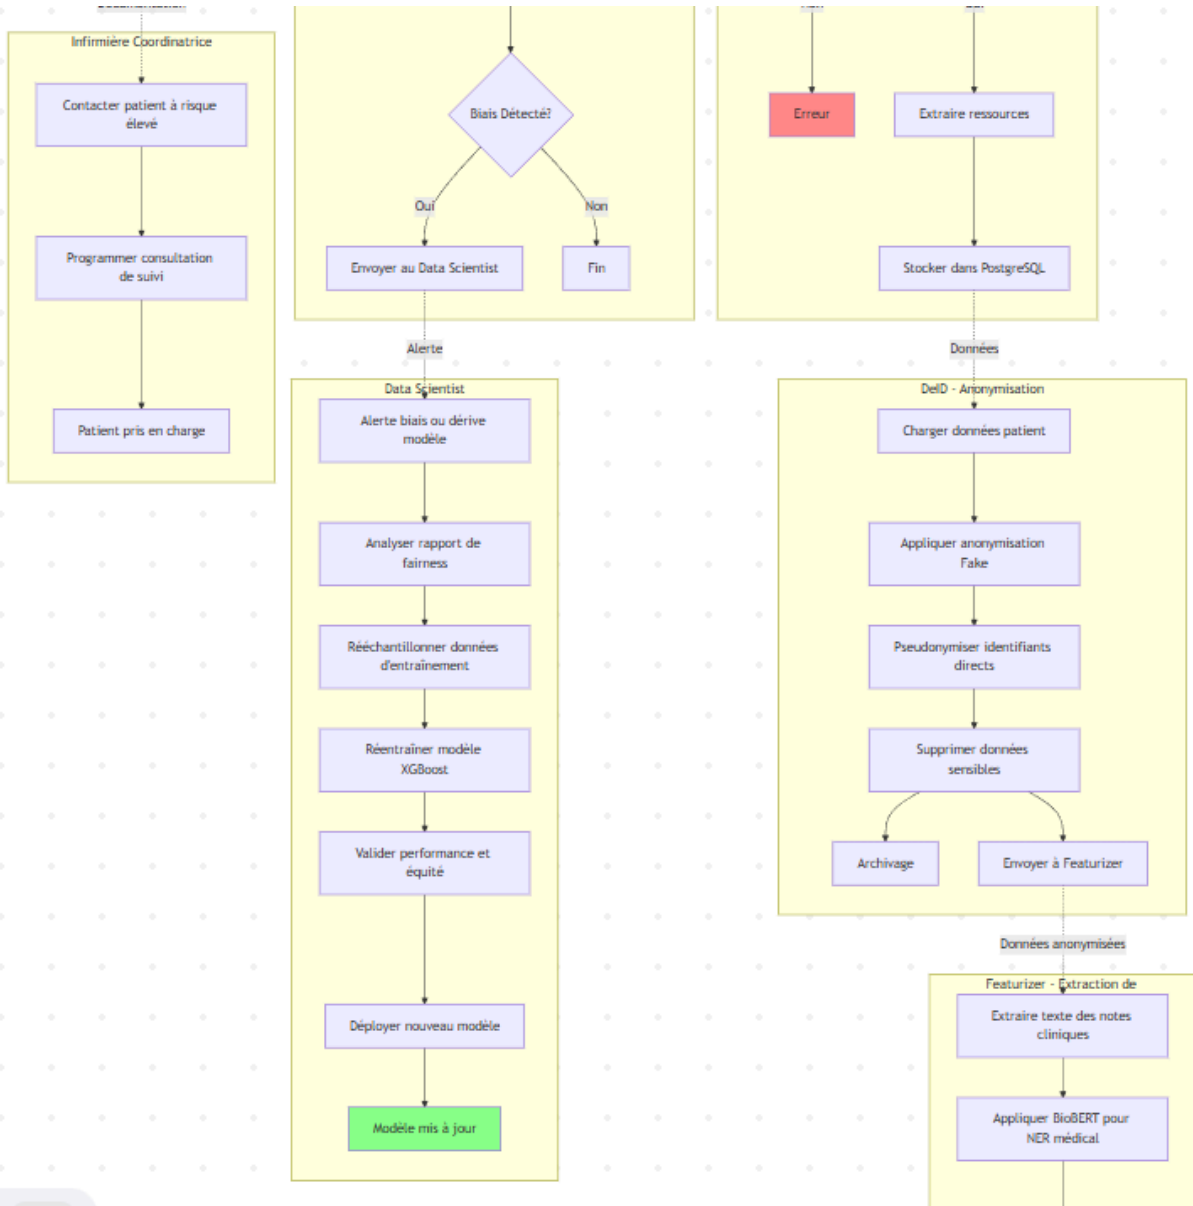 Infirmière Coordinatrice
Contacter patient à risque
élevé
Programmer consultation
de suivi
Patient pris en charge
Biais Détecté?
Oui
Non
Envoyer au Data Scientist
Fin
Alerte
Data Scientist
Alerte biais ou dérive
modèle
Analyser rapport de
fairness
Rééchantillonner données
d'entraînement
Réentraîner modèle
XGBoost
Valider performance et
équité
Déployer nouveau modèle
Modèle mis à jour
Erreur
Extraire ressources
Stocker dans PostgreSQL
Données
DeID - Anonymisation
Charger données patient
Appliquer anonymisation
Fake
Pseudonymiser identifiants
directs
Supprimer données
sensibles
Archivage
Envoyer à Featurizer
Données anonymisées
Featurizer - Extraction de
Extraire texte des notes
cliniques
Appliquer BioBERT pour
NER médical